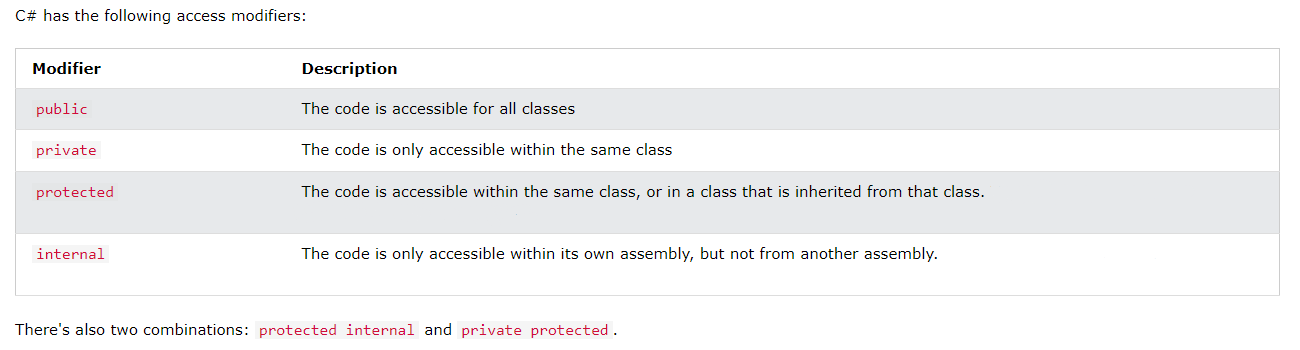 C# has the following access modifiers:
Modifier Description
public The code is accessible for all classes
private The code is only accessible within the same class
protected The code is accessible within the same class, or in a class that is inherited from that class.
internal The code is only accessible within its own assembly, but not from another assembly.
There's also two combinations: protected internal and private protected.